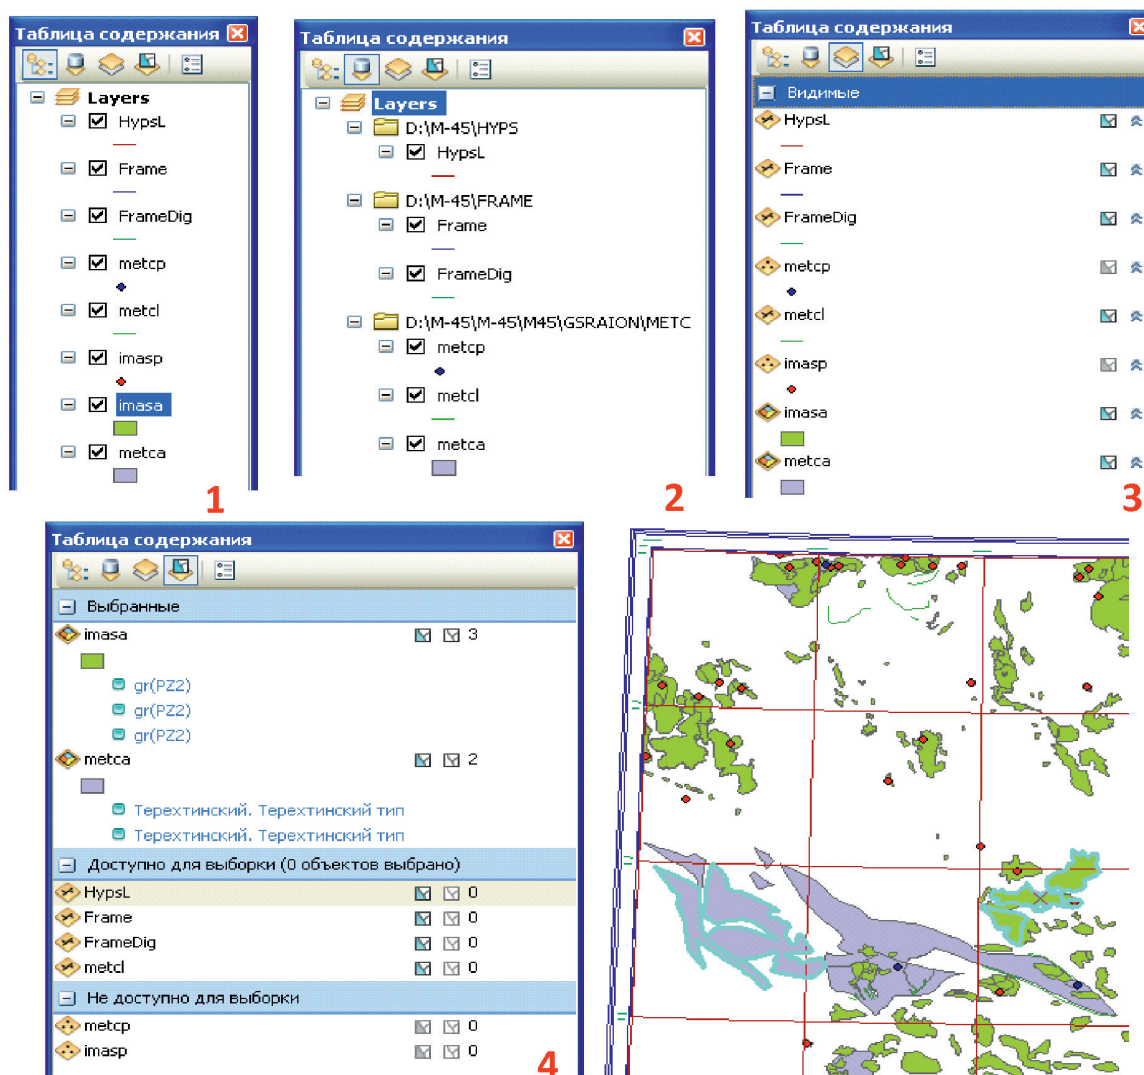 Таблица содержания
Layers
HypsL
Frame
FrameDig
metcp
metcl
imasp
imasa
metca
1
Таблица содержания
Layers
D:\M-45\HYPS
HypsL
D:\M-45\FRAME
Frame
FrameDig
D:\M-45\M-45\M45\GSRAION\METC
metcp
metcl
metca
2
Таблица содержания
Видимые
HypsL
Frame
FrameDig
metcp
metcl
imasp
imasa
metca
3
Таблица содержания
Выбранные
imasa 3
gr(PZ2)
gr(PZ2)
gr(PZ2)
metca 2
Терехтинский. Терехтинский тип
Терехтинский. Терехтинский тип
Доступно для выборки (0 объектов выбрано)
HypsL 0
Frame 0
FrameDig 0
metcl 0
Не доступно для выборки
metcp 0
imasp 0
4